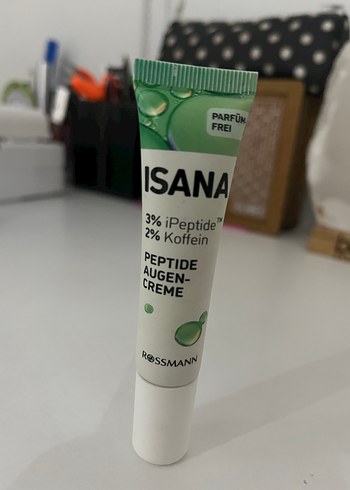 PARFÜM
FREI
ISANA
3% iPeptide™
2% Koffein
PEPTIDE
AUGEN-
CREME
ROSSMANN